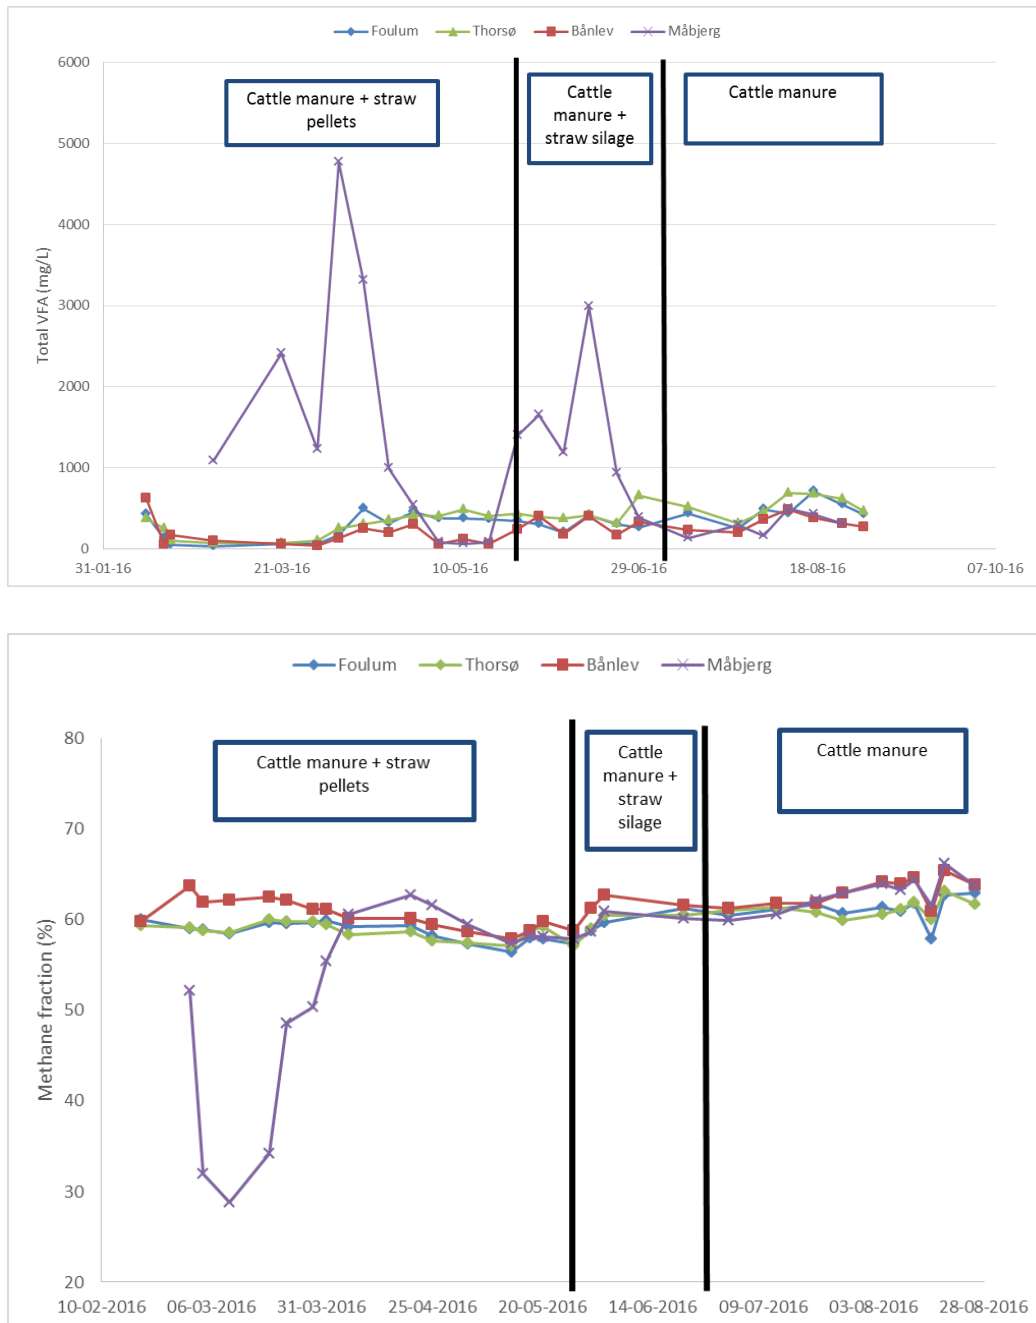 Foulum Thorsø Bånlev Måbjerg
6000
5000
4000
3000
2000
1000
0
Total VFA (mg/L)
Cattle manure + straw
pellets
Cattle
manure +
straw silage
Cattle manure
31-01-16 21-03-16 10-05-16 29-06-16 18-08-16 07-10-16
Foulum Thorsø Bånlev Måbjerg
80
70
60
50
40
30
20
Methane fraction (%)
Cattle manure + straw
pellets
Cattle
manure +
straw
silage
Cattle manure
10-02-2016 06-03-2016 31-03-2016 25-04-2016 20-05-2016 14-06-2016 09-07-2016 03-08-2016 28-08-2016